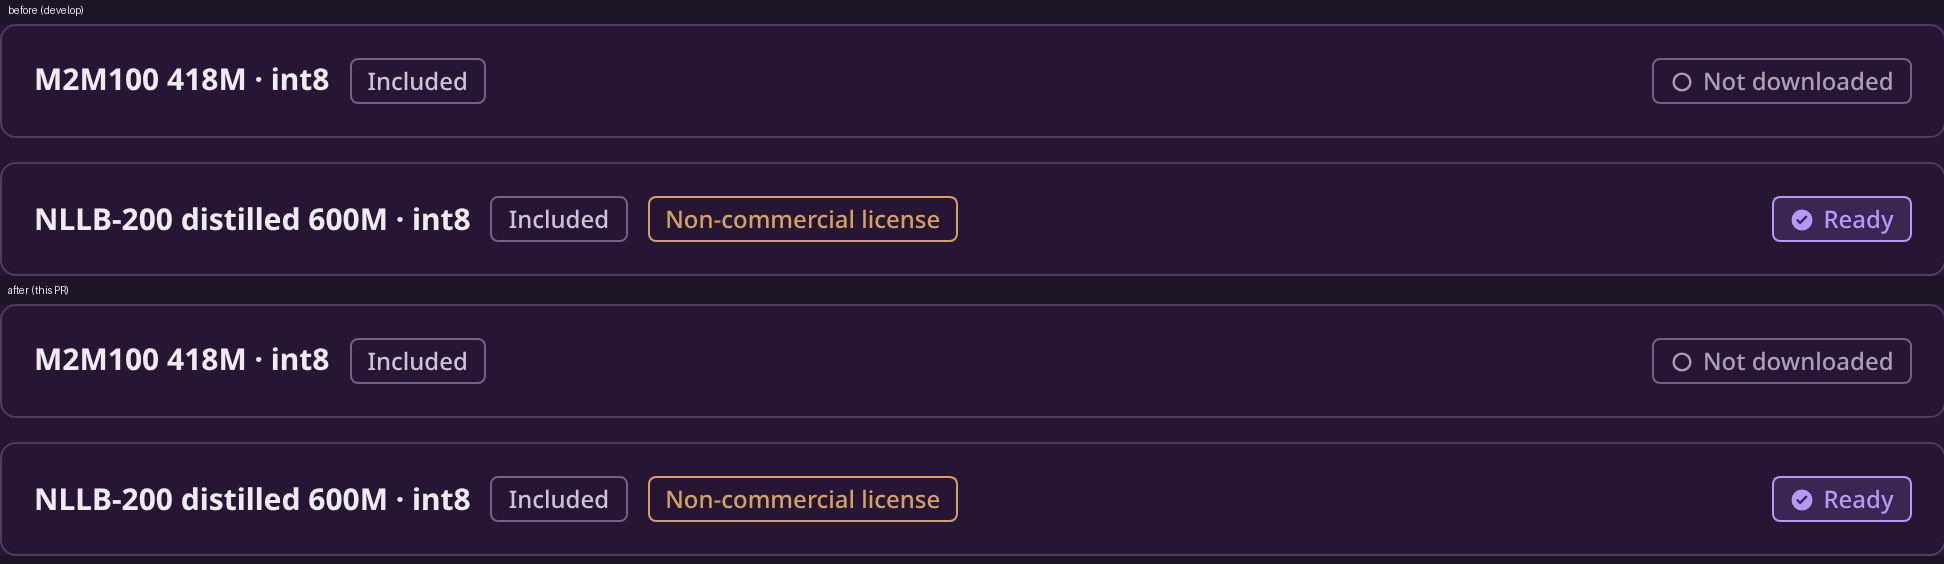 before (develop)
M2M100 418M · int8 Included Not downloaded
NLLB-200 distilled 600M · int8 Included Non-commercial license Ready
after (this PR)
M2M100 418M · int8 Included Not downloaded
NLLB-200 distilled 600M · int8 Included Non-commercial license Ready